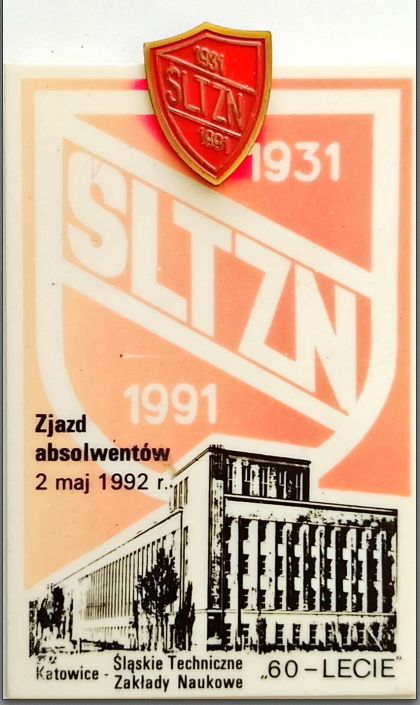 1931
ŚLTZN
1991
1931
ŚLTZN
1991
Zjazd
absolwentów
2 maj 1992 r.
Katowice - Śląskie Techniczne
Zakłady Naukowe
„60-LECIE”